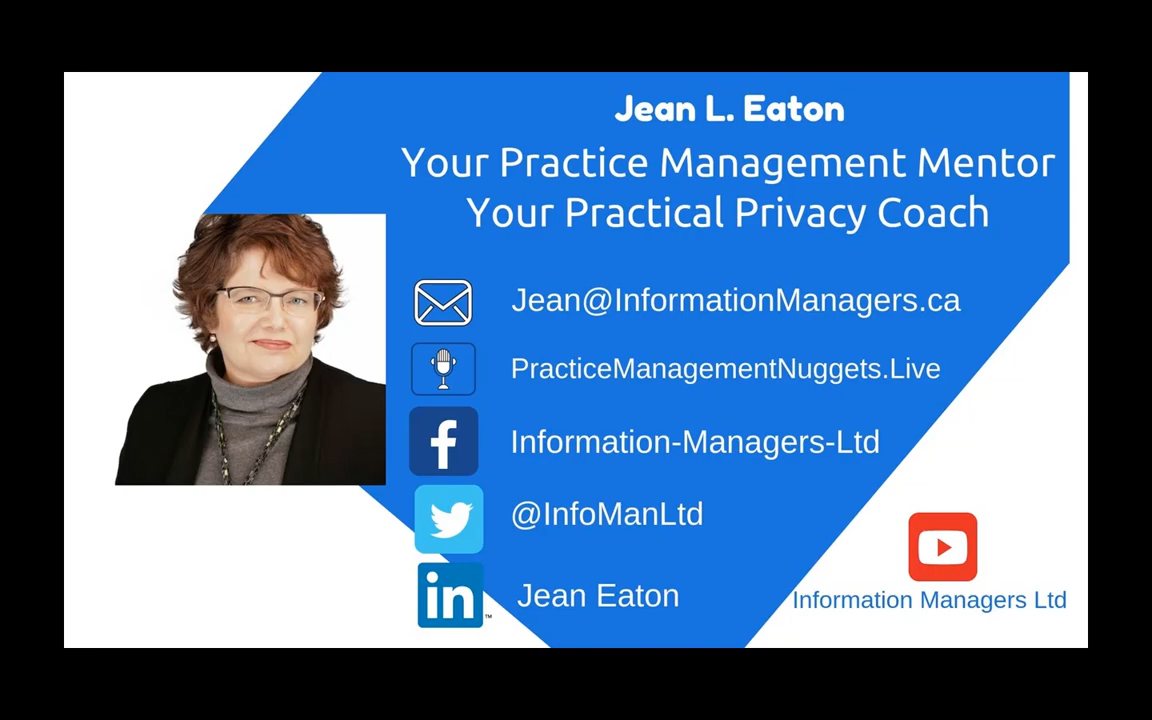 Jean L. Eaton
Your Practice Management Mentor
Your Practical Privacy Coach
Jean@InformationManagers.ca
PracticeManagementNuggets.Live
f
Information-Managers-Ltd
@InfoManLtd
in™
Jean Eaton
Information Managers Ltd